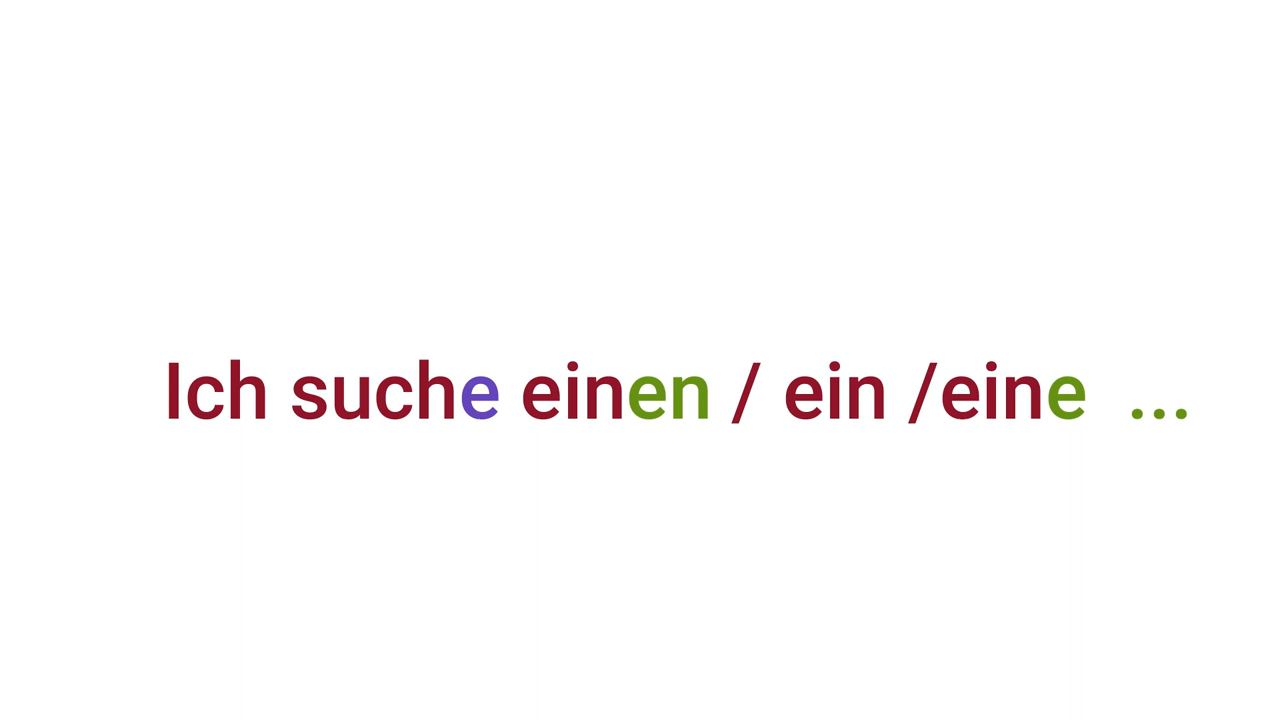 Ich suche einen / ein /eine ...